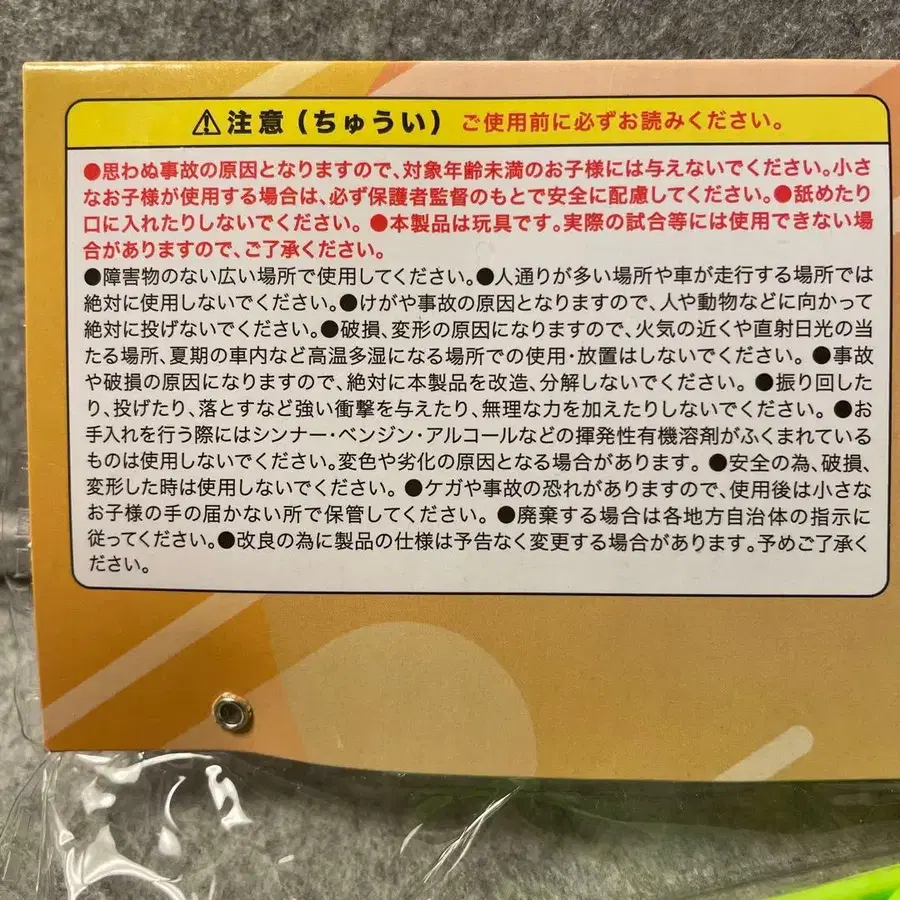 注意（ちゅうい） ご使用前に必ずお読みください。
●思わぬ事故の原因となりますので、対象年齢未満のお子様には与えないでください。小さ
なお子様が使用する場合は、必ず保護者監督のもとで安全に配慮してください。●舐めたり
口に入れたりしないでください。 ●本製品は玩具です。実際の試合等には使用できない場
合がありますので、ご了承ください。
●障害物のない広い場所で使用してください。●人通りが多い場所や車が走行する場所では
絶対に使用しないでください。●けがや事故の原因となりますので、人や動物などに向かって
絶対に投げないでください。●破損、変形の原因になりますので、火気の近くや直射日光の当
たる場所、夏期の車内など高温多湿になる場所での使用・放置はしないでください。 ●事故
や破損の原因になりますので、絶対に本製品を改造、分解しないでください。 ●振り回した
り、投げたり、落とすなど強い衝撃を与えたり、無理な力を加えたりしないでください。 ●お
手入れを行う際にはシンナー・ベンジン・アルコールなどの揮発性有機溶剤がふくまれている
ものは使用しないでください。変色や劣化の原因となる場合があります。 ●安全の為、破損、
変形した時は使用しないでください。 ●ケガや事故の恐れがありますので、使用後は小さな
お子様の手の届かない所で保管してください。 ●廃棄する場合は各地方自治体の指示に
従ってください。●改良の為に製品の仕様は予告なく変更する場合があります。予めご了承く
ださい。